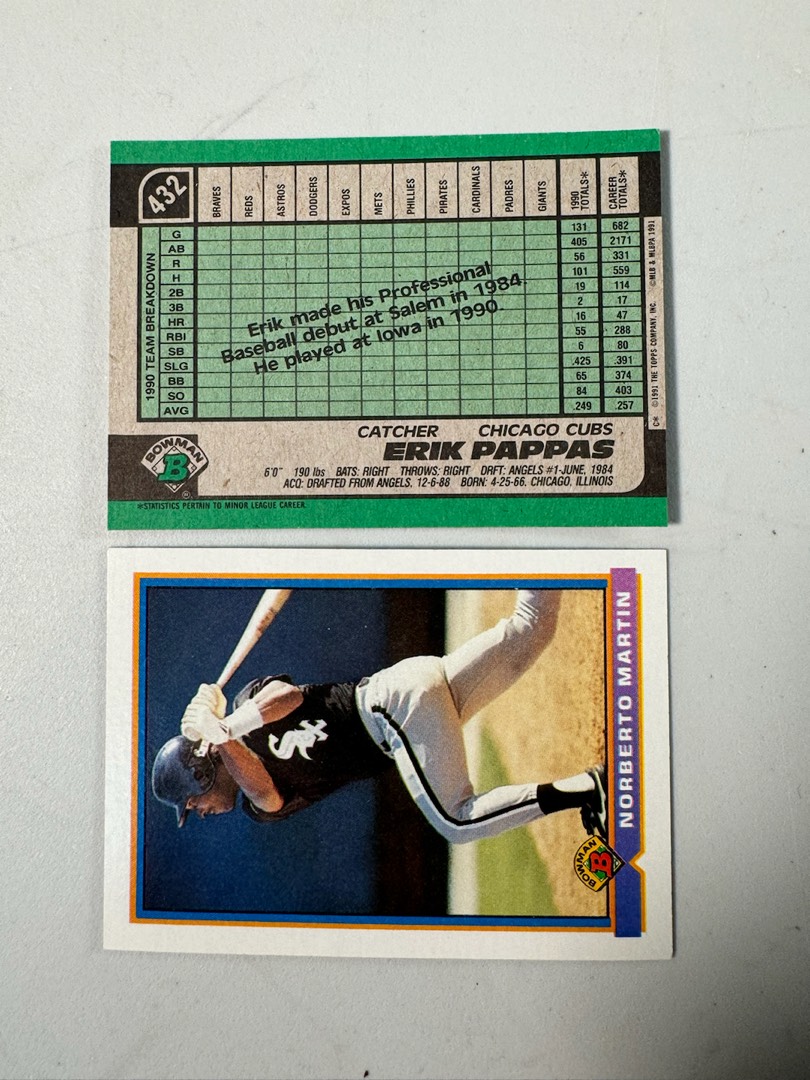 432
BRAVES REDS ASTROS DODGERS EXPOS METS PHILLIES PIRATES CARDINALS PADRES GIANTS 1990 TOTALS* CAREER TOTALS*
1990 TEAM BREAKDOWN
G 131 682
AB 405 2171
R 56 331
H 101 559
2B 19 114
3B 2 17
HR 16 47
RBI 55 288
SB 6 80
SLG .425 .391
BB 65 374
SO 84 403
AVG .249 .257
Erik made his Professional
Baseball debut at Salem in 1984.
He played at Iowa in 1990.
C* ©1991 THE TOPPS COMPANY, INC. ©MLB & MLBPA 1991
BOWMAN
B
®
CATCHER CHICAGO CUBS
ERIK PAPPAS
6'0" 190 lbs BATS: RIGHT THROWS: RIGHT DRFT: ANGELS #1-JUNE, 1984
ACQ: DRAFTED FROM ANGELS, 12-6-88 BORN: 4-25-66, CHICAGO, ILLINOIS
*STATISTICS PERTAIN TO MINOR LEAGUE CAREER.
Sox
NORBERTO MARTIN
BOWMAN
B